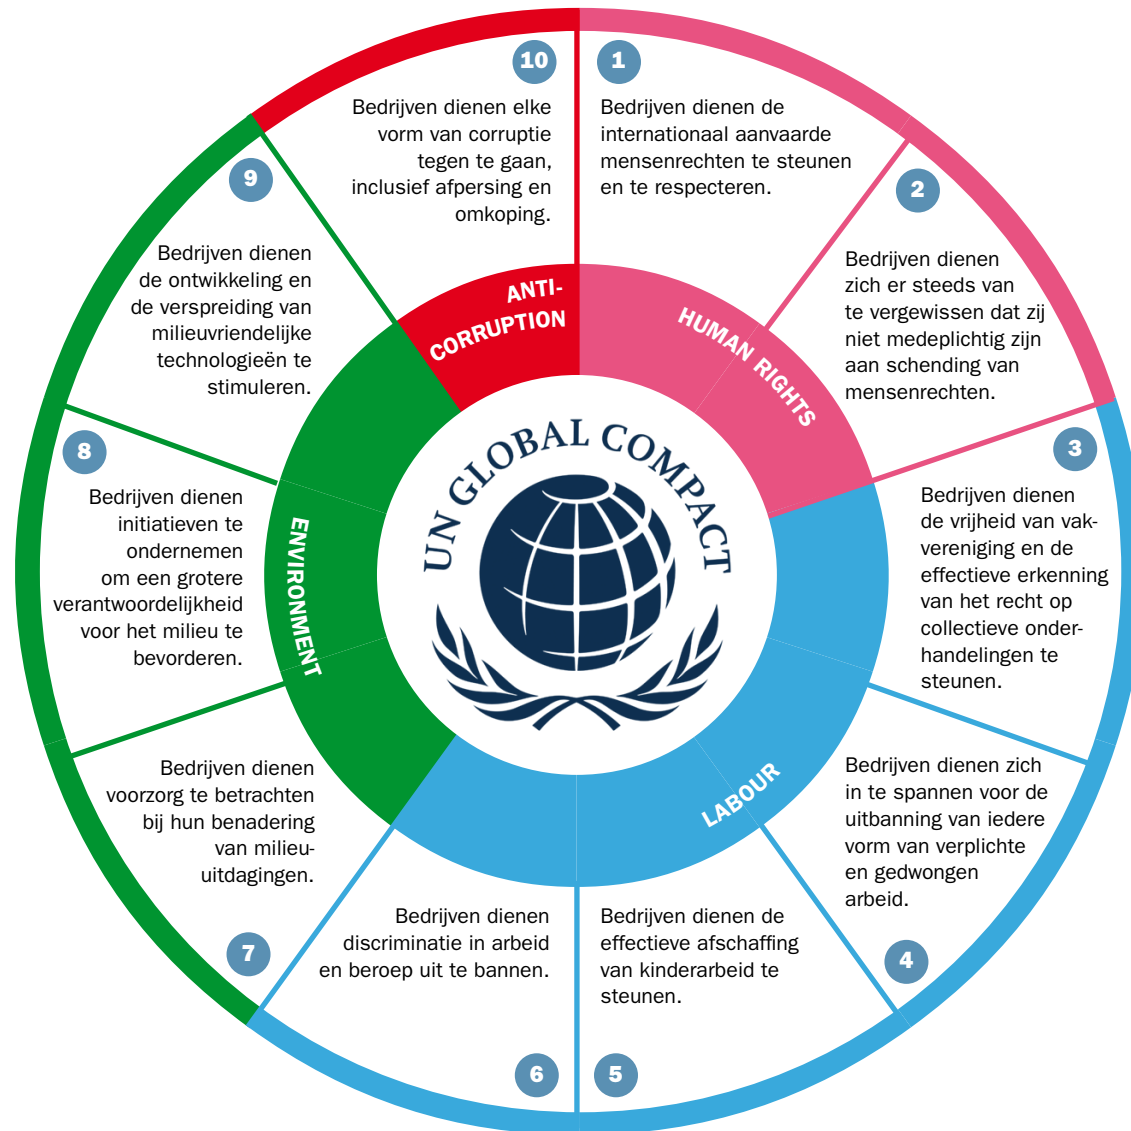 1
Bedrijven dienen de
internationaal aanvaarde
mensenrechten te steunen
en te respecteren.
2
Bedrijven dienen
zich er steeds van
te vergewissen dat zij
niet medeplichtig zijn
aan schending van
mensenrechten.
3
Bedrijven dienen
de vrijheid van vak-
vereniging en de
effectieve erkenning
van het recht op
collectieve onder-
handelingen te
steunen.
Bedrijven dienen zich
in te spannen voor de
uitbanning van iedere
vorm van verplichte
en gedwongen
arbeid.
4
Bedrijven dienen de
effectieve afschaffing
van kinderarbeid te
steunen.
5
Bedrijven dienen
discriminatie in arbeid
en beroep uit te bannen.
6
Bedrijven dienen
voorzorg te betrachten
bij hun benadering
van milieu-
uitdagingen.
7
8
Bedrijven dienen
initiatieven te
ondernemen
om een grotere
verantwoordelijkheid
voor het milieu te
bevorderen.
9
Bedrijven dienen
de ontwikkeling en
de verspreiding van
milieuvriendelijke
technologieën te
stimuleren.
10
Bedrijven dienen elke
vorm van corruptie
tegen te gaan,
inclusief afpersing en
omkoping.
HUMAN RIGHTS
LABOUR
ENVIRONMENT
ANTI-
CORRUPTION
UN GLOBAL COMPACT